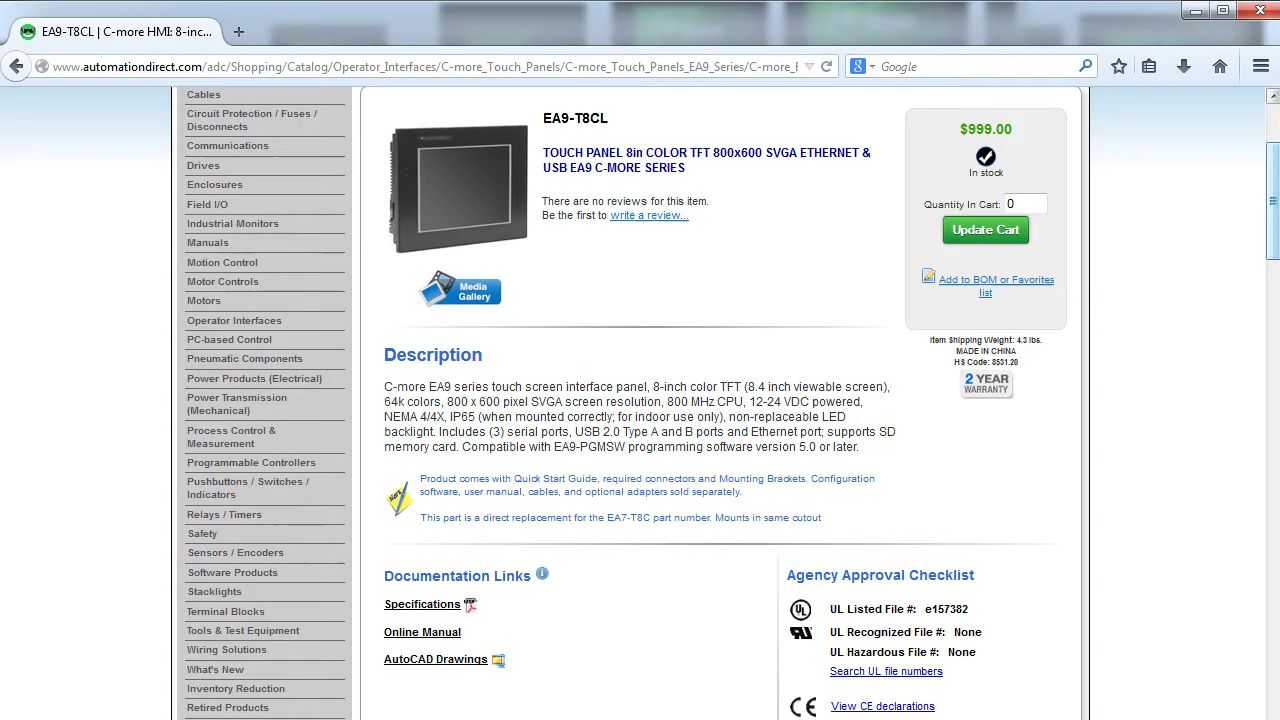 EA9-T8CL | C-more HMI: 8-inc...
www.automationdirect.com/adc/Shopping/Catalog/Operator_Interfaces/C-more_Touch_Panels/C-more_Touch_Panels_EA9_Series/C-more_E
Google
Cables
Circuit Protection / Fuses /
Disconnects
Communications
Drives
Enclosures
Field I/O
Industrial Monitors
Manuals
Motion Control
Motor Controls
Motors
Operator Interfaces
PC-based Control
Pneumatic Components
Power Products (Electrical)
Power Transmission
(Mechanical)
Process Control &
Measurement
Programmable Controllers
Pushbuttons / Switches /
Indicators
Relays / Timers
Safety
Sensors / Encoders
Software Products
Stacklights
Terminal Blocks
Tools & Test Equipment
Wiring Solutions
What's New
Inventory Reduction
Retired Products
EA9-T8CL
TOUCH PANEL 8in COLOR TFT 800x600 SVGA ETHERNET &
USB EA9 C-MORE SERIES
There are no reviews for this item.
Be the first to write a review...
Media
Gallery
$999.00
In stock
Quantity In Cart: 0
Update Cart
Add to BOM or Favorites
list
Item Shipping Weight: 4.3 lbs.
MADE IN CHINA
HS Code: 8531.20
2 YEAR
WARRANTY
Description
C-more EA9 series touch screen interface panel, 8-inch color TFT (8.4 inch viewable screen),
64k colors, 800 x 600 pixel SVGA screen resolution, 800 MHz CPU, 12-24 VDC powered,
NEMA 4/4X, IP65 (when mounted correctly; for indoor use only), non-replaceable LED
backlight. Includes (3) serial ports, USB 2.0 Type A and B ports and Ethernet port; supports SD
memory card. Compatible with EA9-PGMSW programming software version 5.0 or later.
Note
Product comes with Quick Start Guide, required connectors and Mounting Brackets. Configuration
software, user manual, cables, and optional adapters sold separately.
This part is a direct replacement for the EA7-T8C part number. Mounts in same cutout
Documentation Links
Specifications
Online Manual
AutoCAD Drawings
Agency Approval Checklist
UL Listed File #: e157382
UL Recognized File #: None
UL Hazardous File #: None
Search UL file numbers
View CE declarations